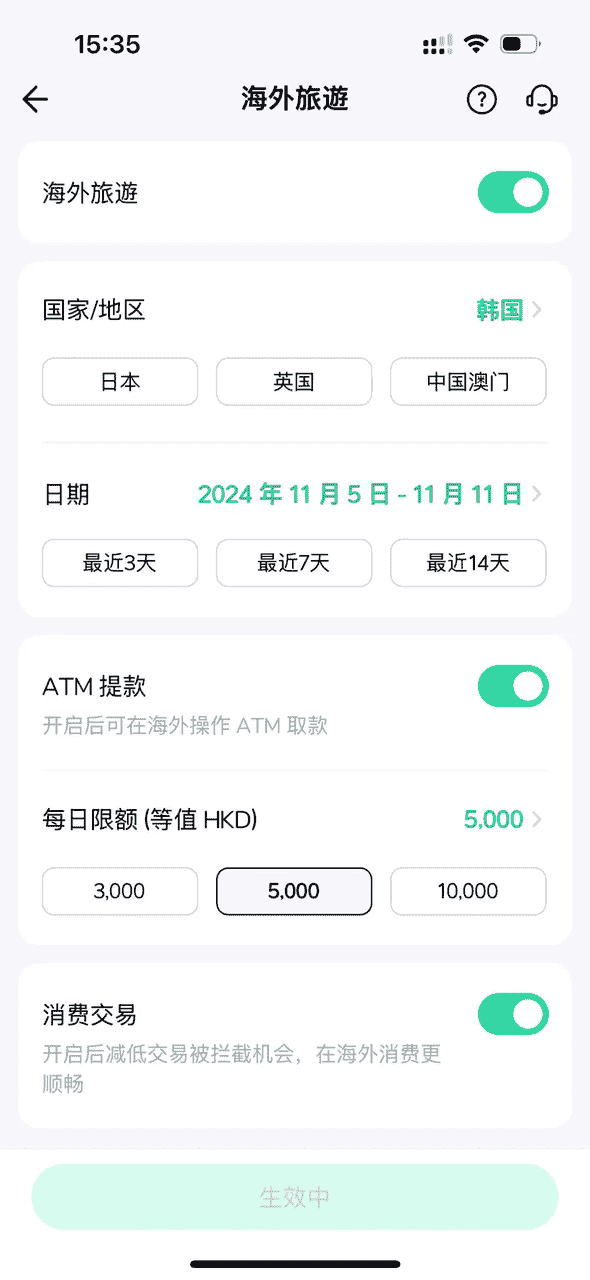 15:35
海外旅遊
海外旅遊
国家/地区
韩国
日本
英国
中国澳门
日期
2024 年 11 月 5 日 - 11 月 11 日
最近3天
最近7天
最近14天
ATM 提款
开启后可在海外操作 ATM 取款
每日限额 (等值 HKD)
5,000
3,000
5,000
10,000
消费交易
开启后减低交易被拦截机会，在海外消费更
顺畅
生效中